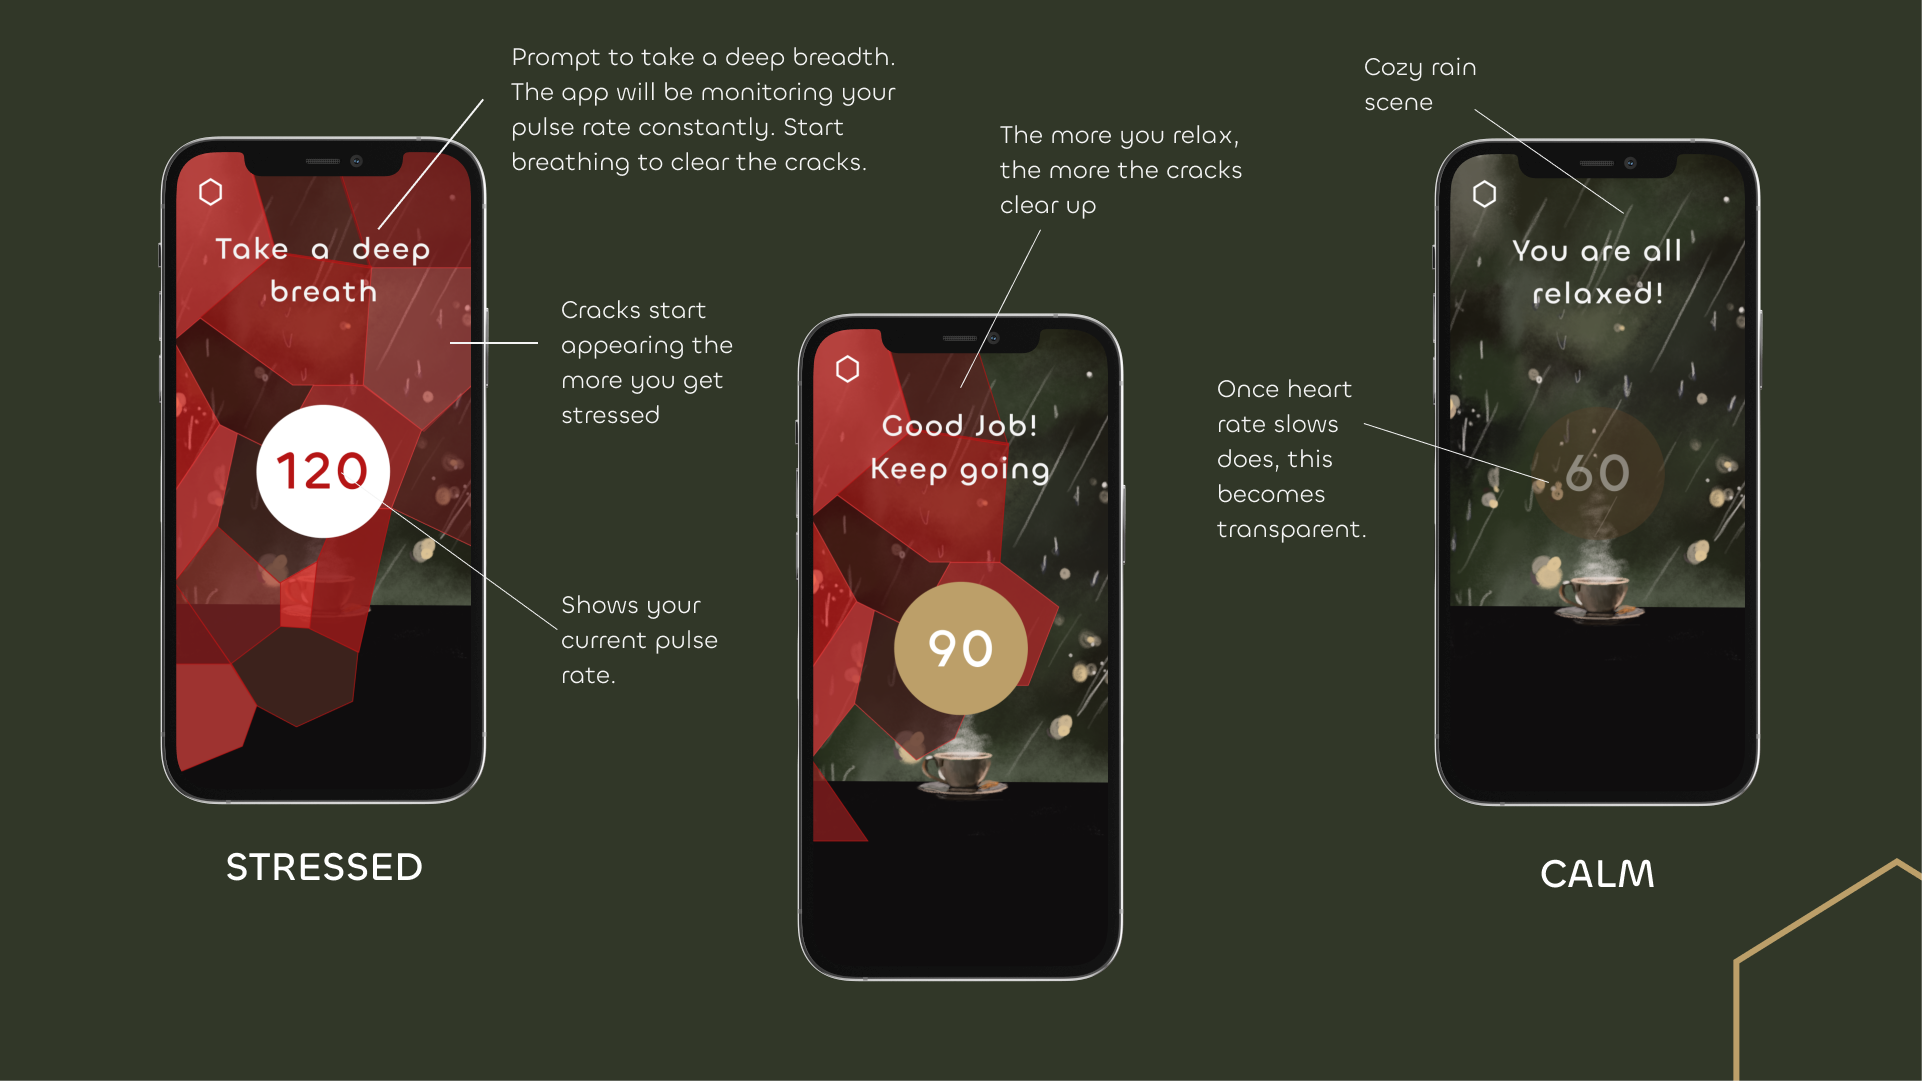 Prompt to take a deep breadth.
The app will be monitoring your
pulse rate constantly. Start
breathing to clear the cracks.
Take a deep
breath
Cracks start
appearing the
more you get
stressed
120
Shows your
current pulse
rate.
STRESSED
The more you relax,
the more the cracks
clear up
Good Job!
Keep going
90
Cozy rain
scene
You are all
relaxed!
Once heart
rate slows
does, this
becomes
transparent.
60
CALM